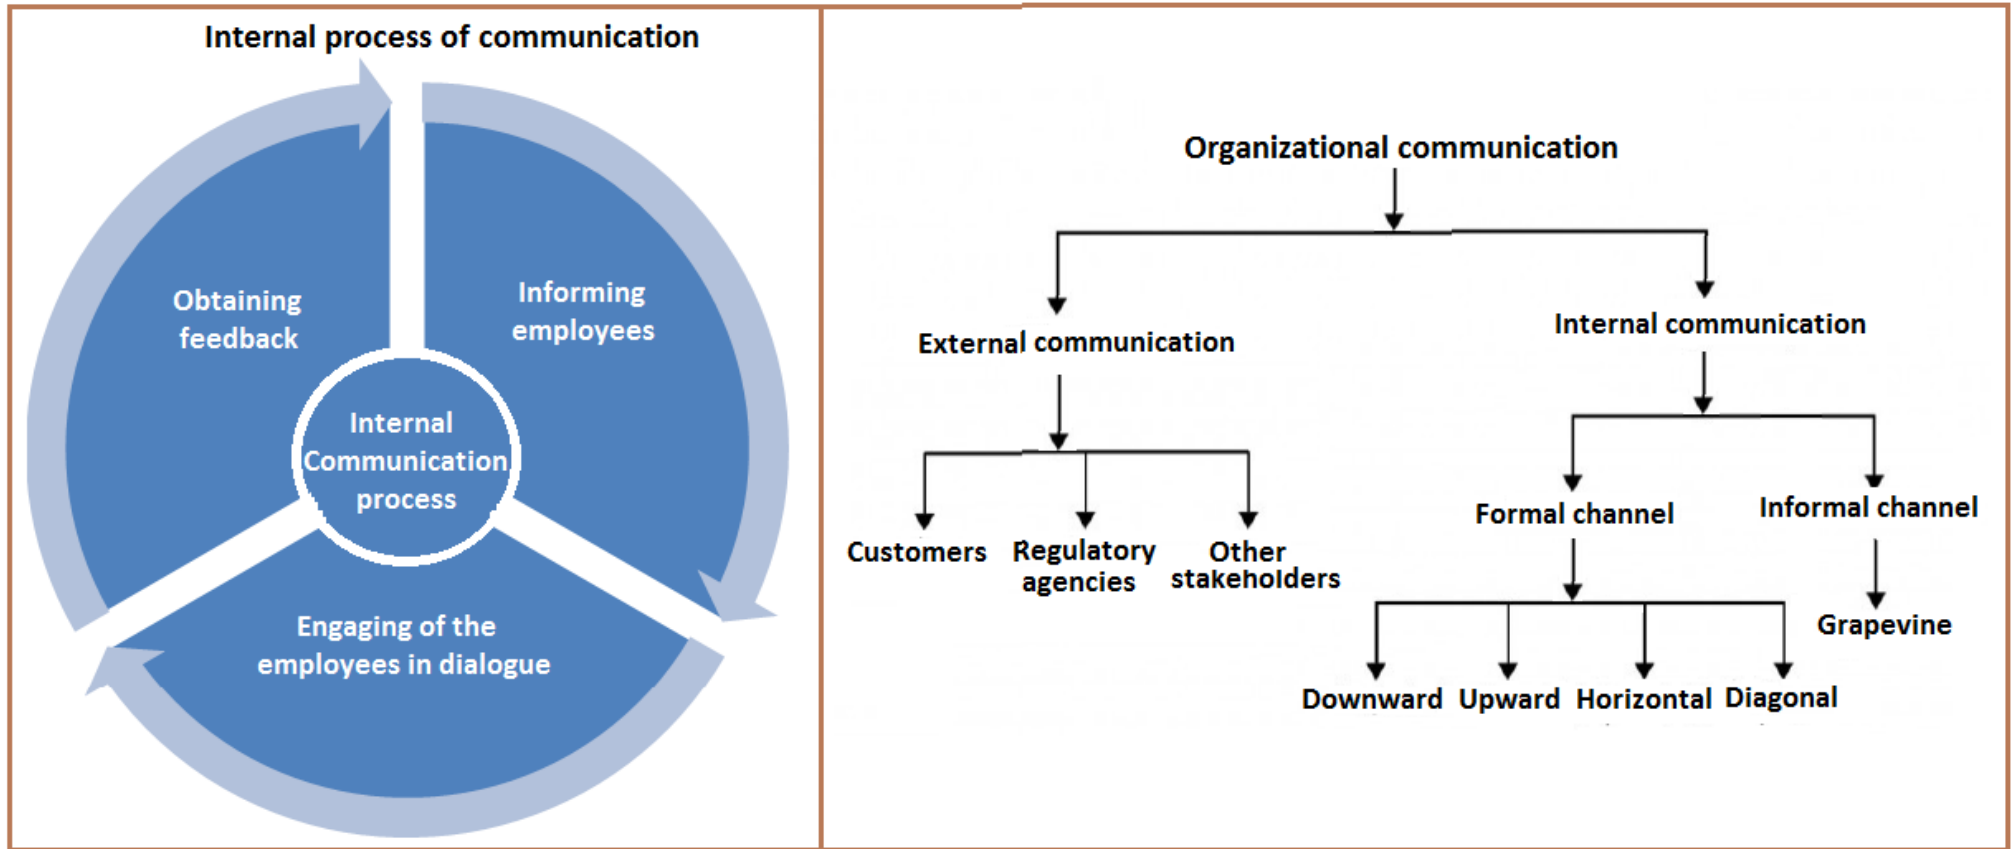 Internal process of communication
Obtaining
feedback
Informing
employees
Internal
Communication
process
Engaging of the
employees in dialogue
Organizational communication
External communication
Internal communication
Customers
Regulatory
agencies
Other
stakeholders
Formal channel
Informal channel
Grapevine
Downward
Upward
Horizontal
Diagonal